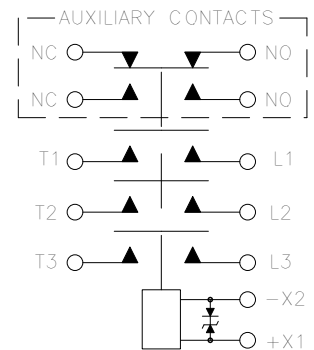 AUXILIARY CONTACTS
NC NO
NC NO
T1 L1
T2 L2
T3 L3
-X2
+X1